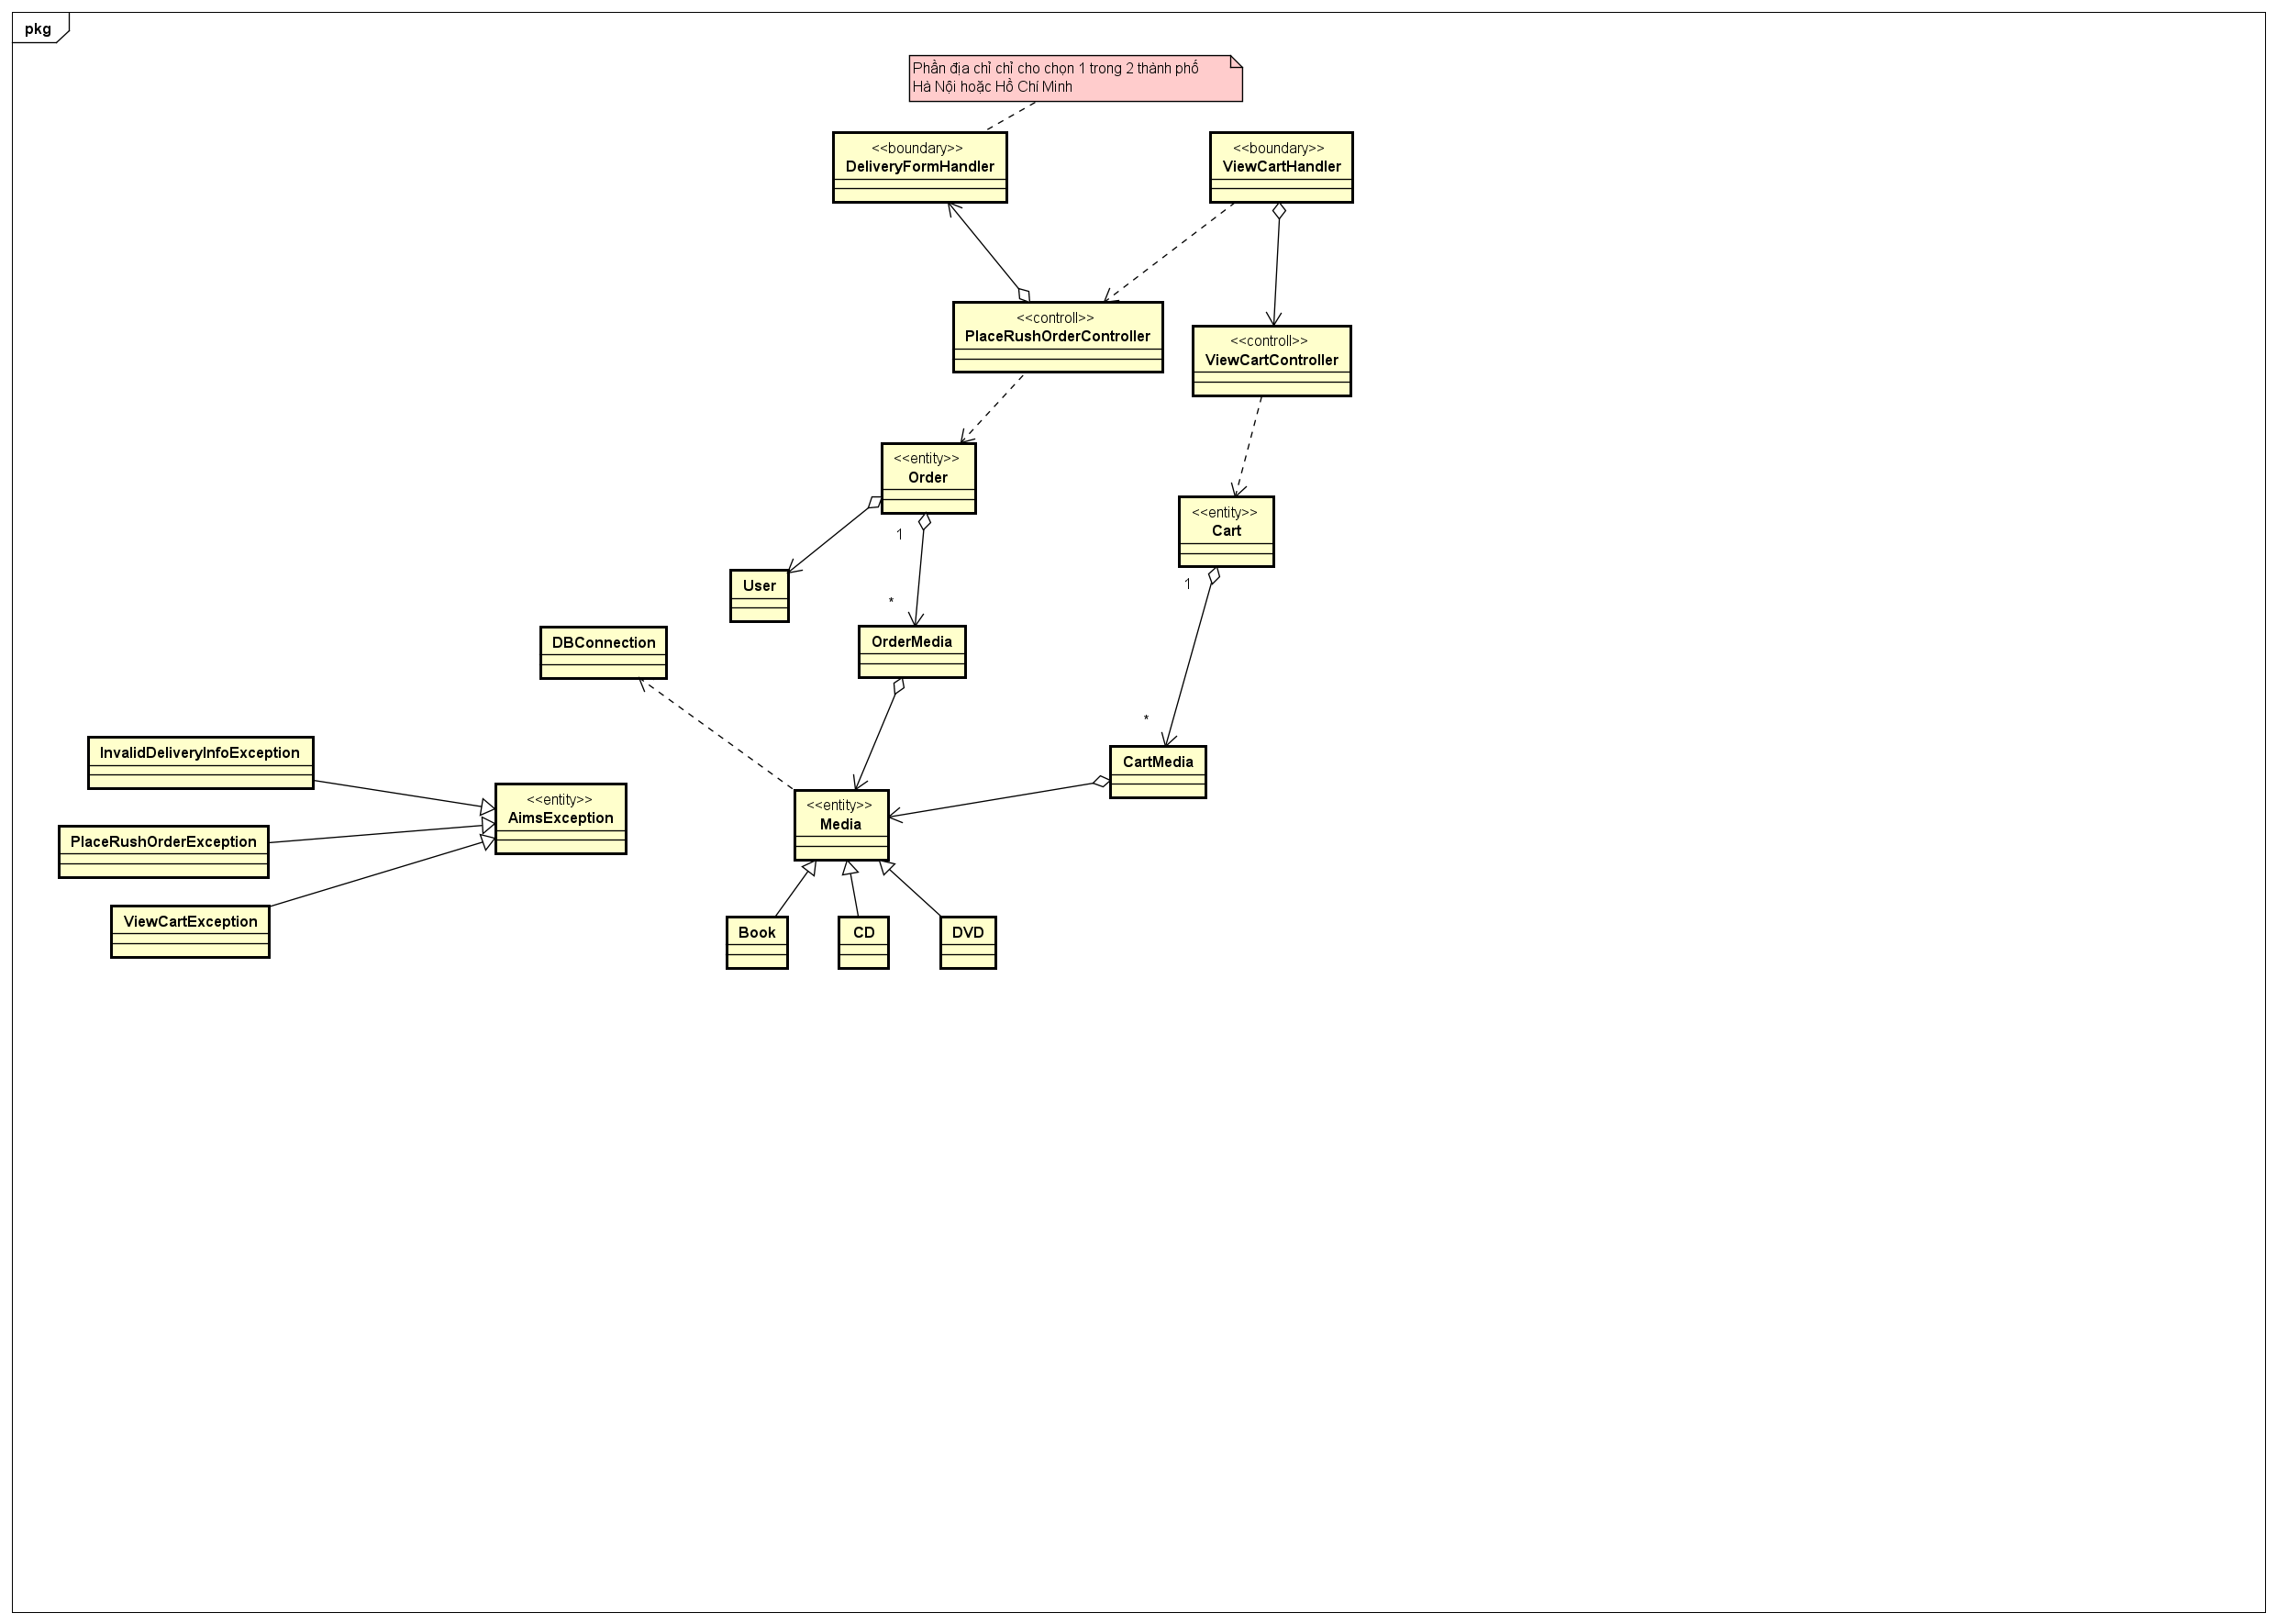 pkg
Phần địa chỉ chỉ cho chọn 1 trong 2 thành phố
Hà Nội hoặc Hồ Chí Minh
<<boundary>>
DeliveryFormHandler
<<boundary>>
ViewCartHandler
<<controll>>
PlaceRushOrderController
<<controll>>
ViewCartController
<<entity>>
Order
1
<<entity>>
Cart
1
User
*
DBConnection
OrderMedia
*
InvalidDeliveryInfoException
CartMedia
<<entity>>
AimsException
<<entity>>
Media
PlaceRushOrderException
ViewCartException
Book
CD
DVD